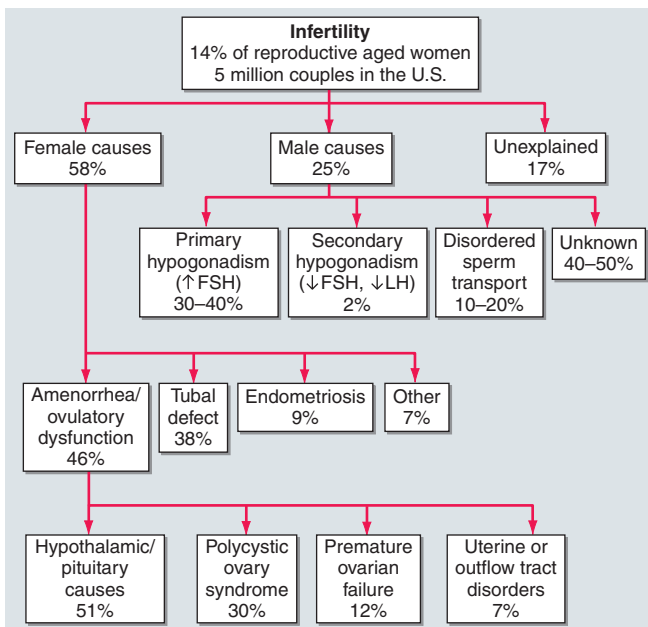 Infertility
14% of reproductive aged women
5 million couples in the U.S.
Female causes
58%
Male causes
25%
Unexplained
17%
Primary
hypogonadism
(↑FSH)
30–40%
Secondary
hypogonadism
(↓FSH, ↓LH)
2%
Disordered
sperm
transport
10–20%
Unknown
40–50%
Amenorrhea/
ovulatory
dysfunction
46%
Tubal
defect
38%
Endometriosis
9%
Other
7%
Hypothalamic/
pituitary
causes
51%
Polycystic
ovary
syndrome
30%
Premature
ovarian
failure
12%
Uterine or
outflow tract
disorders
7%